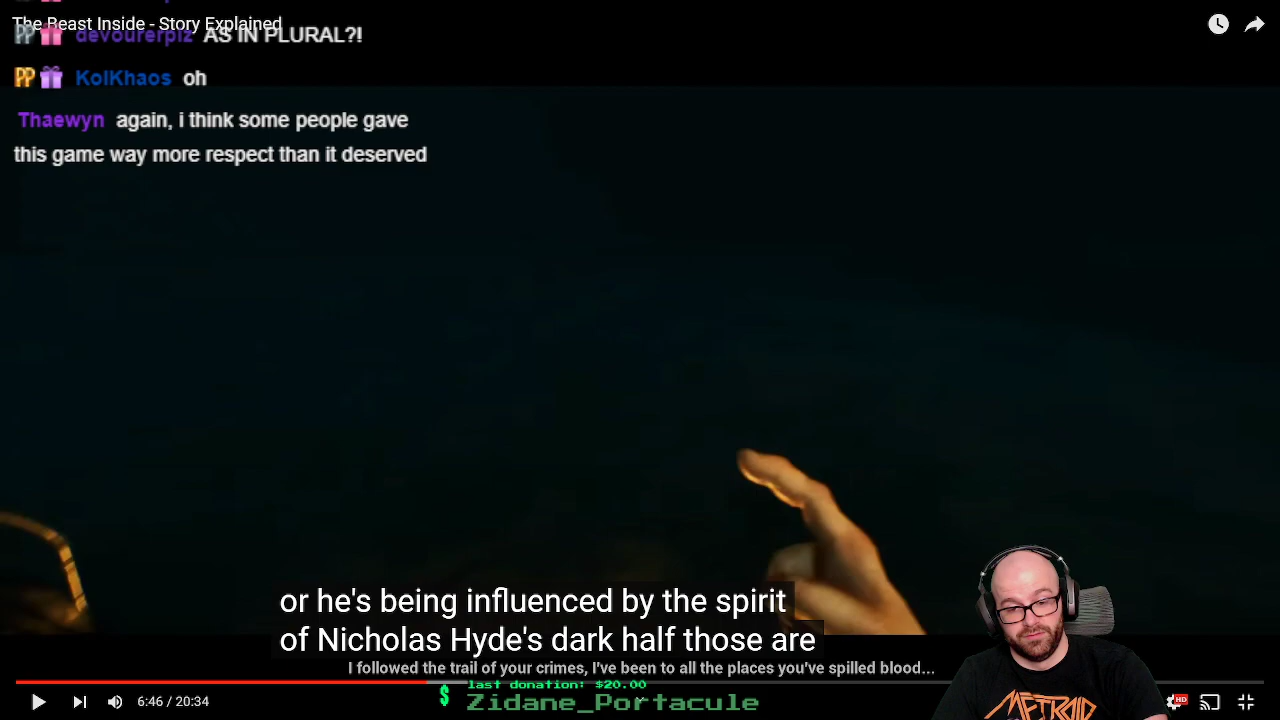 The Beast Inside - Story Explained
devourerpiz AS IN PLURAL?!
KolKhaos oh
Thaewyn again, i think some people gave
this game way more respect than it deserved
or he's being influenced by the spirit
of Nicholas Hyde's dark half those are
I followed the trail of your crimes, I've been to all the places you've spilled blood...
last donation: $20.00
$ Zidane_Portacule
6:46 / 20:34
HD
METROID